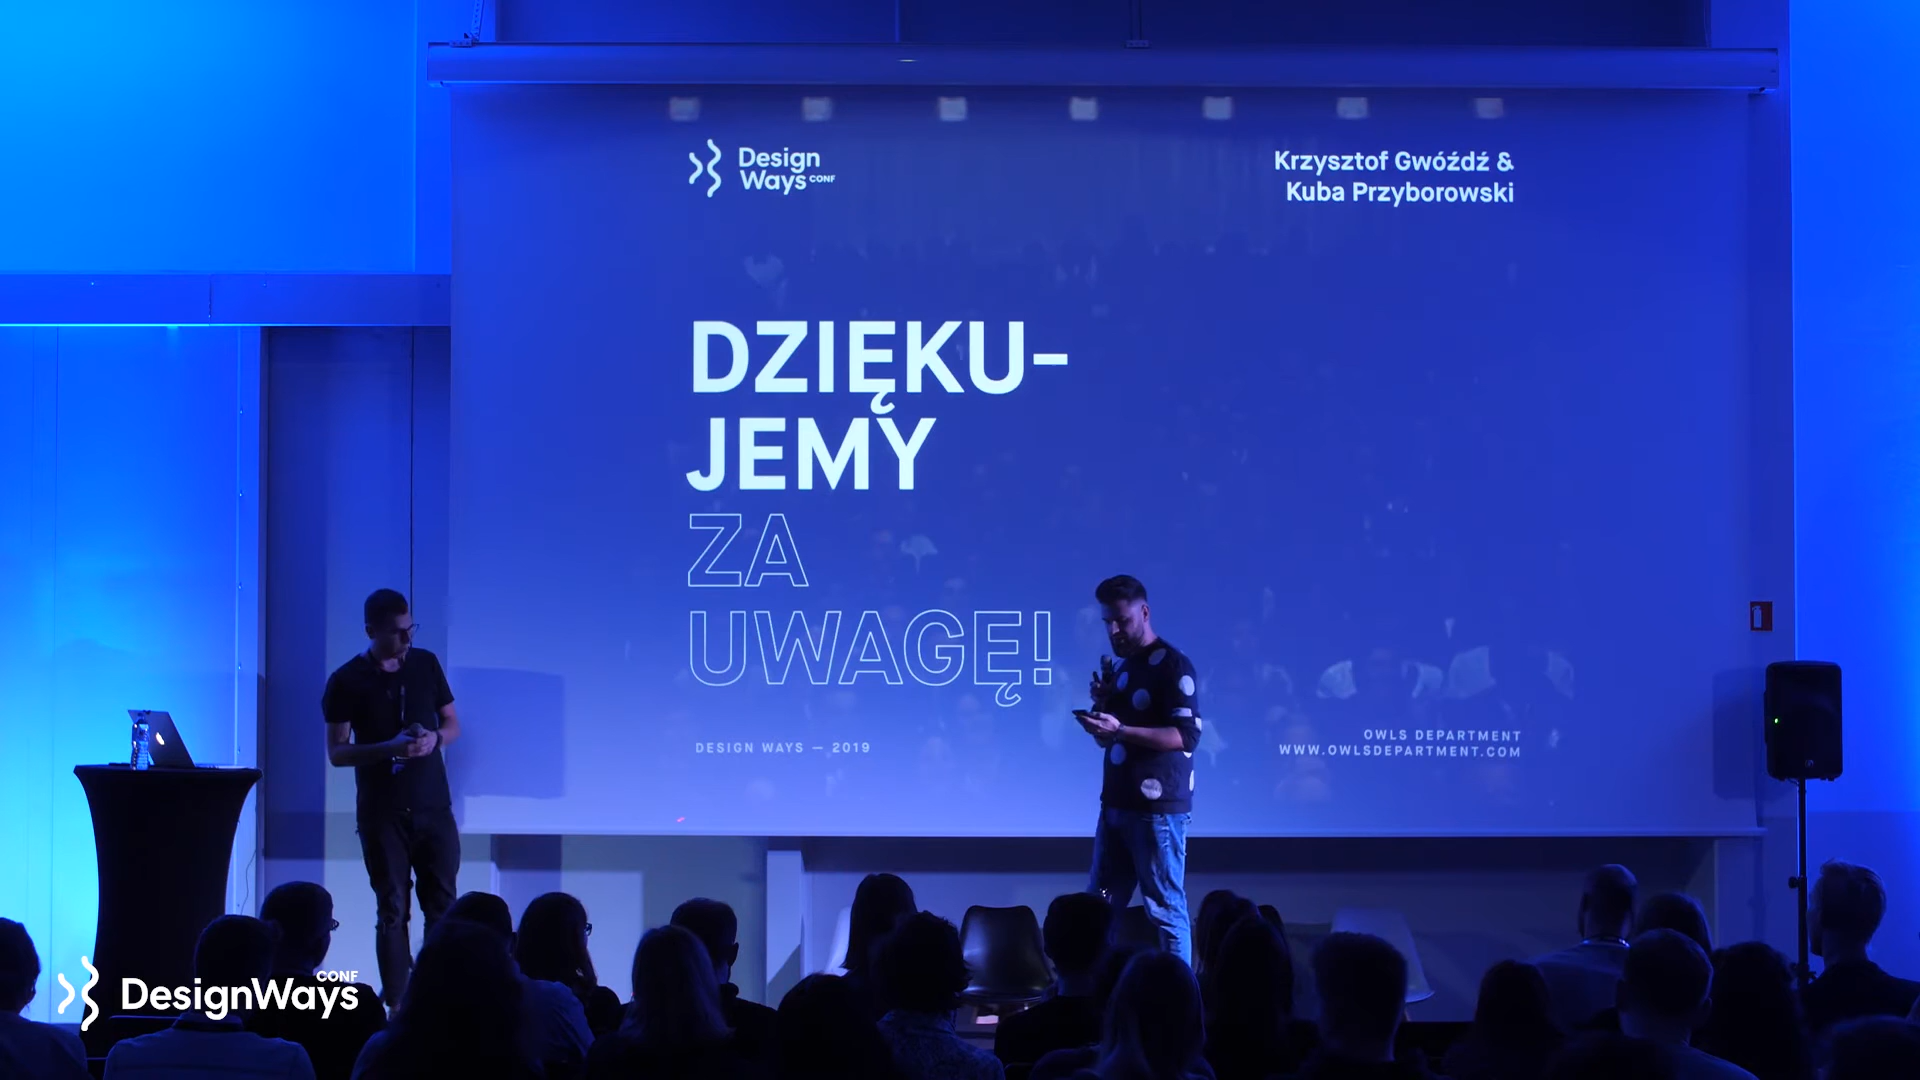 Design
Ways CONF
Krzysztof Gwóźdź &
Kuba Przyborowski
DZIĘKU-
JEMY
ZA
UWAGĘ!
DESIGN WAYS — 2019
OWLS DEPARTMENT
WWW.OWLSDEPARTMENT.COM
DesignWays CONF